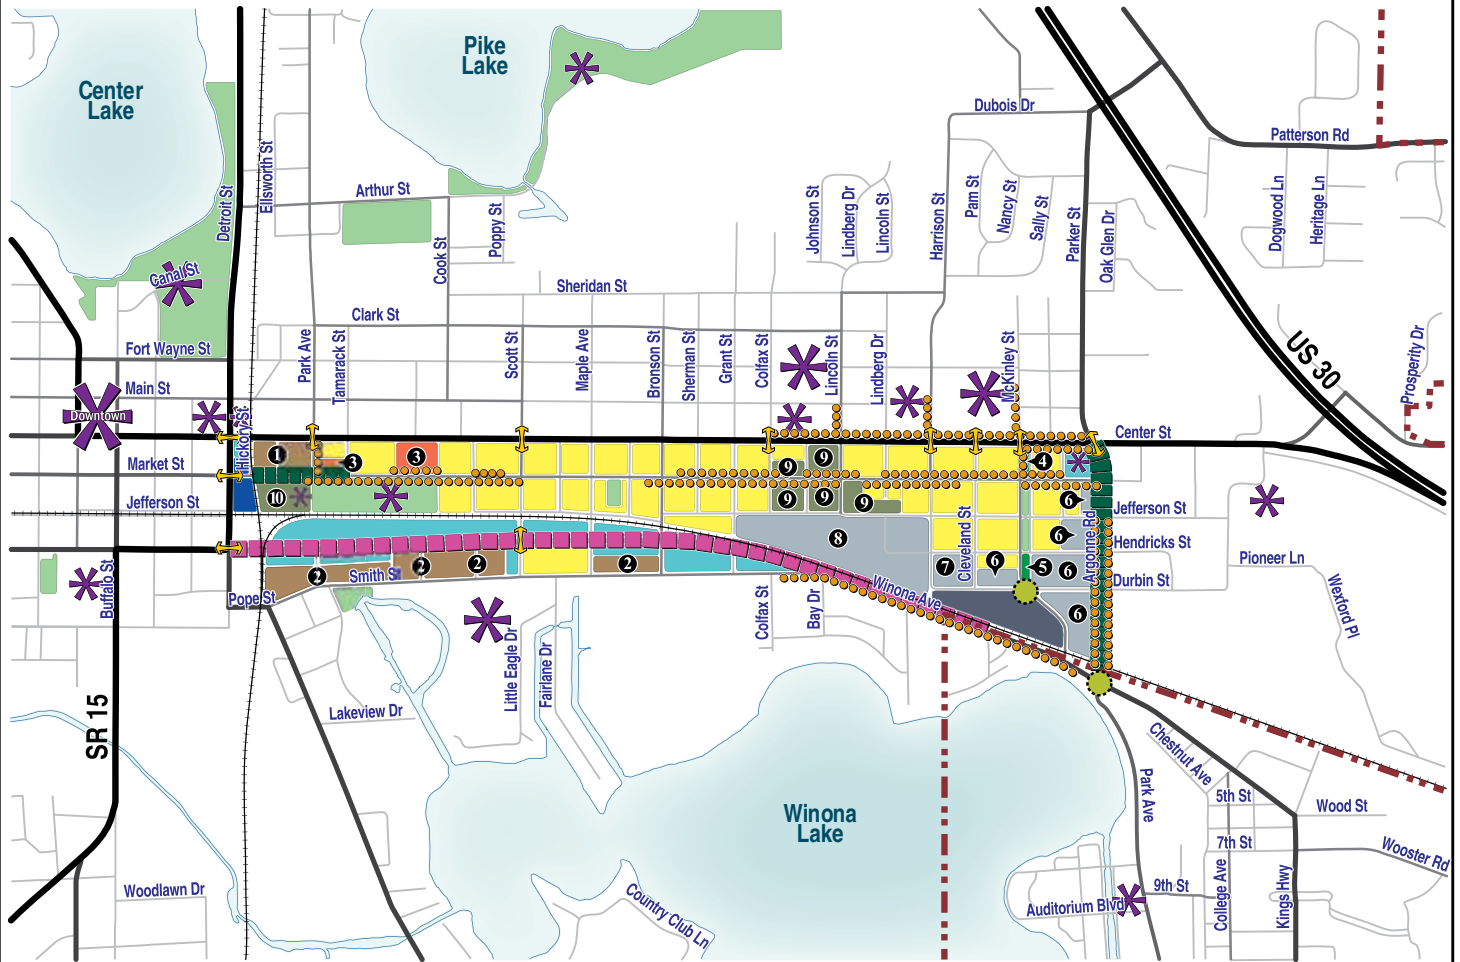 Center
Lake
Pike
Lake
Dubois Dr
Patterson Rd
Ellsworth St
Detroit St
Arthur St
Cook St
Poppy St
Johnson St
Lindberg Dr
Lincoln St
Harrison St
Pam St
Nancy St
Sally St
Parker St
Oak Glen Dr
Dogwood Ln
Heritage Ln
Canal St
Sheridan St
Clark St
Fort Wayne St
Main St
Downtown
Park Ave
Tamarack St
Scott St
Maple Ave
Bronson St
Sherman St
Grant St
Colfax St
Lincoln St
Lindberg Dr
McKinley St
US 30
Prosperity Dr
Hickory St
Center St
Market St
Jefferson St
1
3
3
9
9
4
10
9
9
9
6
Jefferson St
8
6
Hendricks St
Cleveland St
Argonne Rd
Pioneer Ln
2
Smith St
2
2
2
7
6
5
6
Durbin St
Buffalo St
Pope St
Winona Ave
Colfax St
Bay Dr
6
Wexford Pl
Little Eagle Dr
Fairlane Dr
Lakeview Dr
SR 15
Winona
Lake
Chestnut Ave
Park Ave
5th St
Wood St
7th St
Wooster Rd
Woodlawn Dr
Country Club Ln
9th St
Auditorium Blvd
College Ave
Kings Hwy